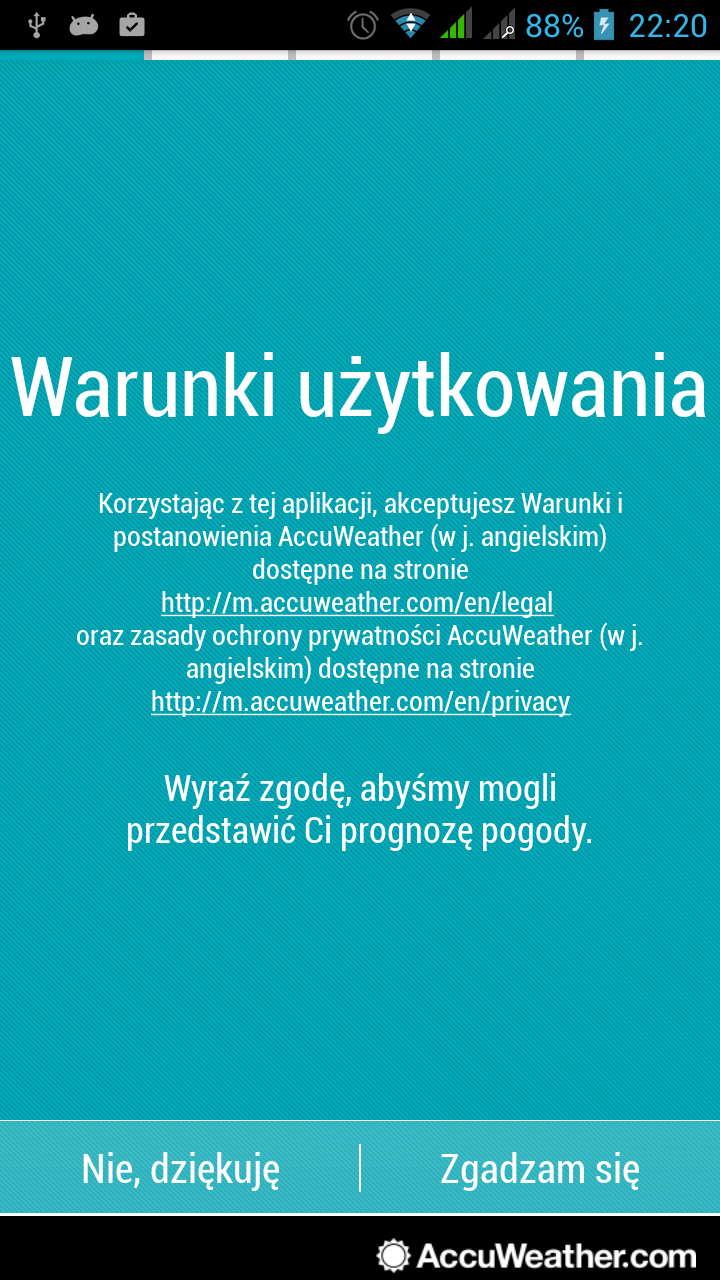 88% 22:20
Warunki użytkowania
Korzystając z tej aplikacji, akceptujesz Warunki i
postanowienia AccuWeather (w j. angielskim)
dostępne na stronie
http://m.accuweather.com/en/legal
oraz zasady ochrony prywatności AccuWeather (w j.
angielskim) dostępne na stronie
http://m.accuweather.com/en/privacy
Wyraź zgodę, abyśmy mogli
przedstawić Ci prognozę pogody.
Nie, dziękuję
Zgadzam się
AccuWeather.com